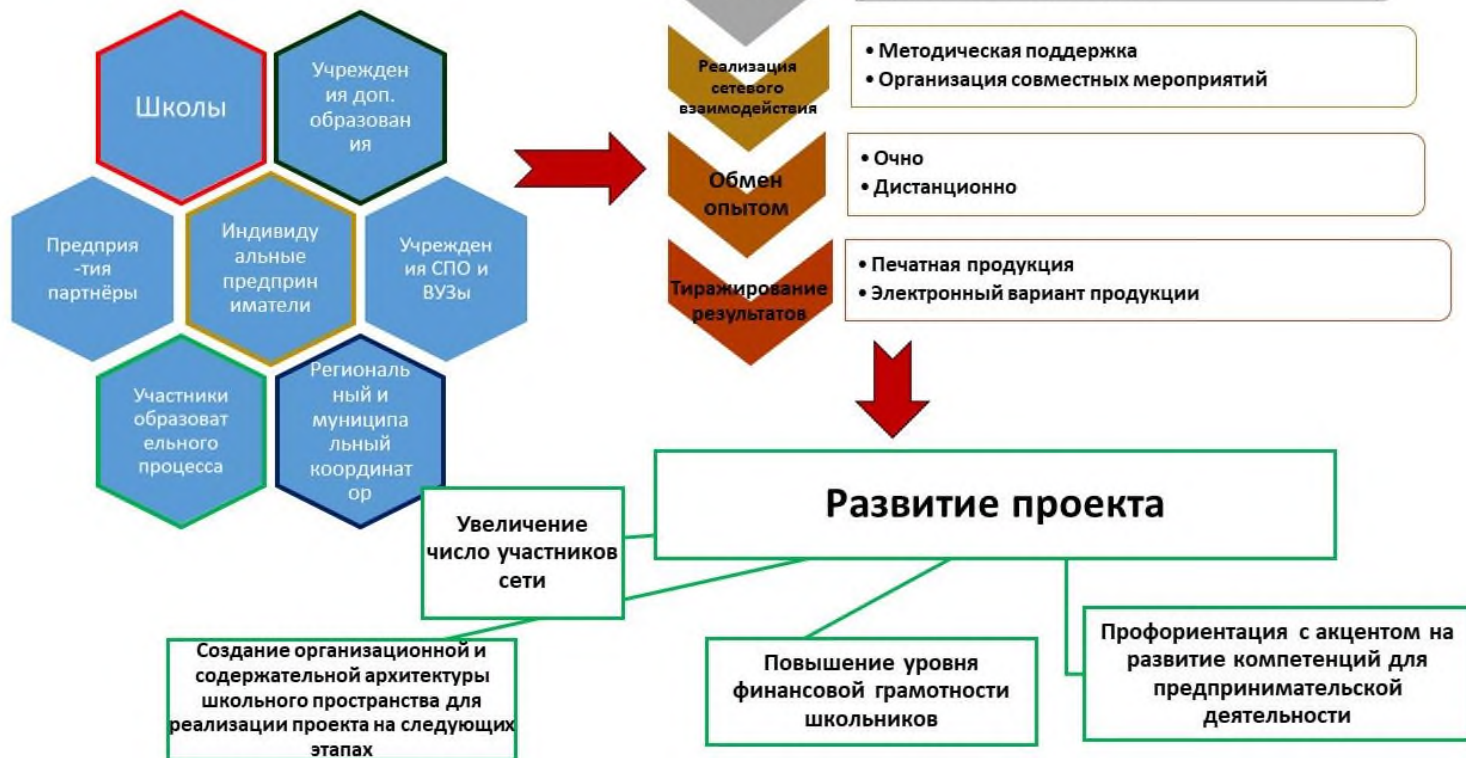 Школы
Учрежден
ия доп.
образован
ия
Предприя
-тия
партнёры
Индивиду
альные
предприн
иматели
Учрежден
ия СПО и
ВУЗы
Участники
образоват
ельного
процесса
Региональ
ный и
муниципа
льный
координат
ор
Реализация
сетевого
взаимодействия
• Методическая поддержка
• Организация совместных мероприятий
Обмен
опытом
• Очно
• Дистанционно
Тиражирование
результатов
• Печатная продукция
• Электронный вариант продукции
Развитие проекта
Увеличение
число участников
сети
Создание организационной и
содержательной архитектуры
школьного пространства для
реализации проекта на следующих
этапах
Повышение уровня
финансовой грамотности
школьников
Профориентация с акцентом на
развитие компетенций для
предпринимательской
деятельности